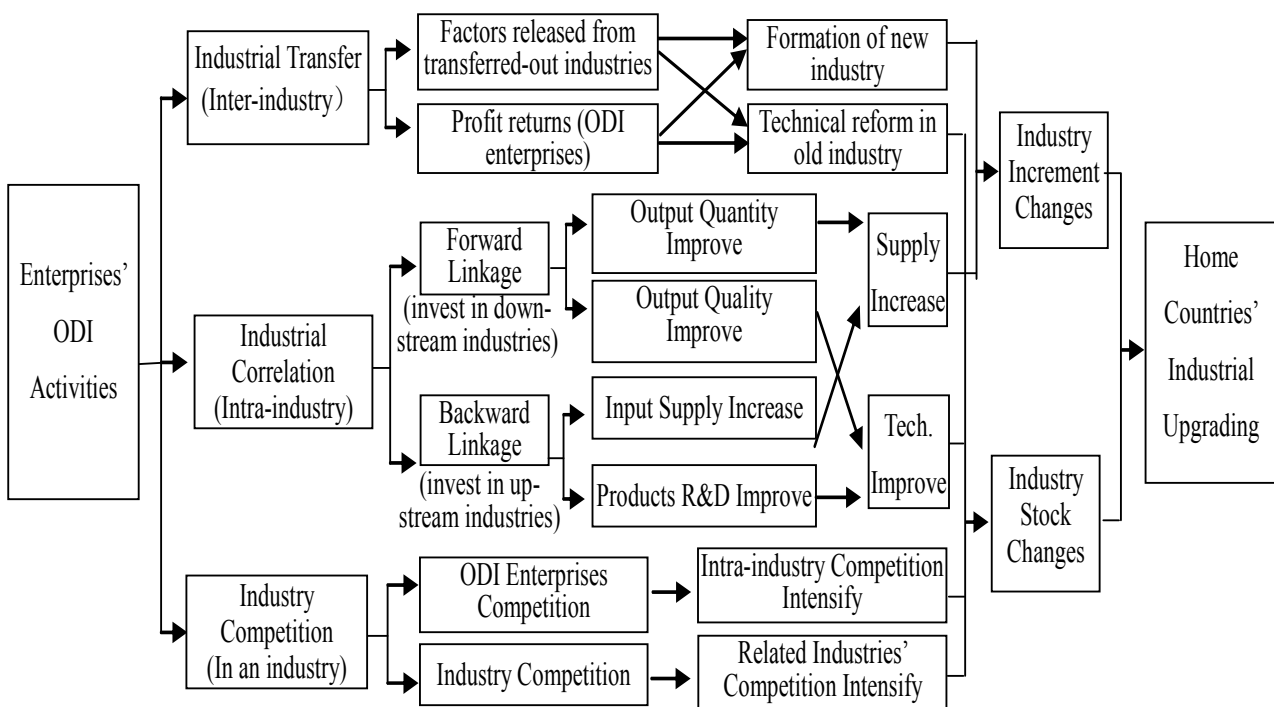 Enterprises’
ODI
Activities
Industrial Transfer
(Inter-industry）
Industrial
Correlation
(Intra-industry)
Industry
Competition
(In an industry)
Factors released from
transferred-out industries
Profit returns (ODI
enterprises)
Forward
Linkage
(invest in down-
stream industries)
Backward
Linkage
(invest in up-
stream industries)
ODI Enterprises
Competition
Industry Competition
Output Quantity
Improve
Output Quality
Improve
Input Supply Increase
Products R&D Improve
Formation of new
industry
Technical reform in
old industry
Supply
Increase
Tech.
Improve
Intra-industry Competition
Intensify
Related Industries’
Competition Intensify
Industry
Increment
Changes
Industry
Stock
Changes
Home
Countries’
Industrial
Upgrading